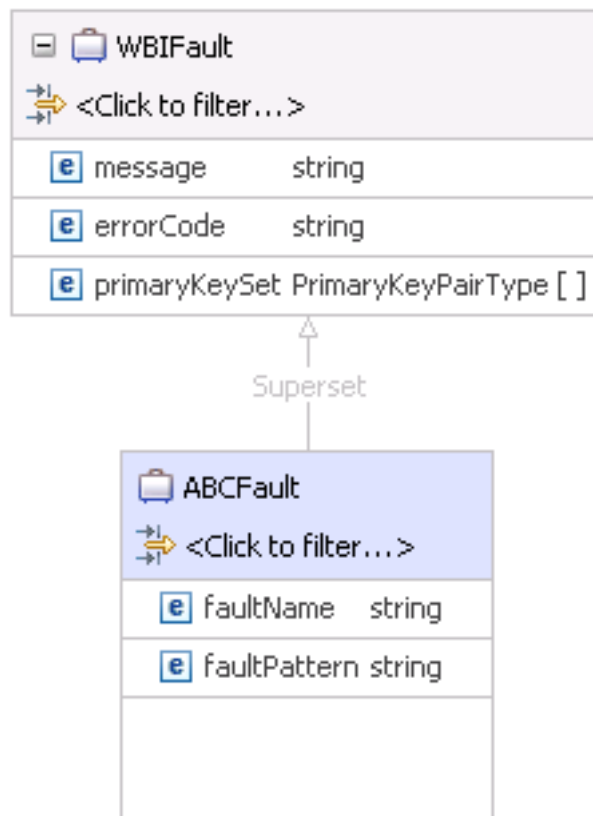 WBIFault
<Click to filter...>
e message string
e errorCode string
e primaryKeySet PrimaryKeyPairType [ ]
Superset
ABCFault
<Click to filter...>
e faultName string
e faultPattern string